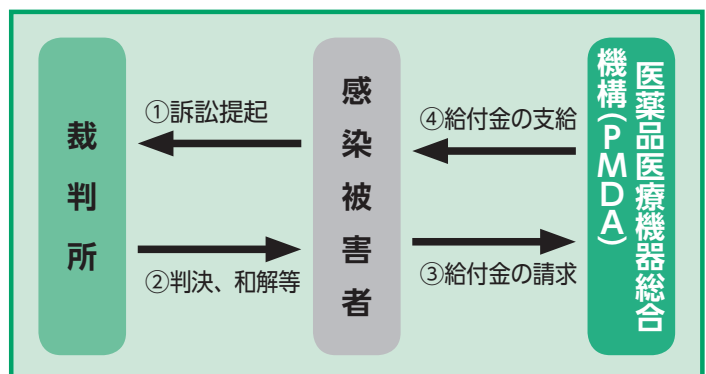 裁判所
①訴訟提起
②判決、和解等
感染被害者
④給付金の支給
③給付金の請求
医薬品医療機器総合
機構(PMDA)